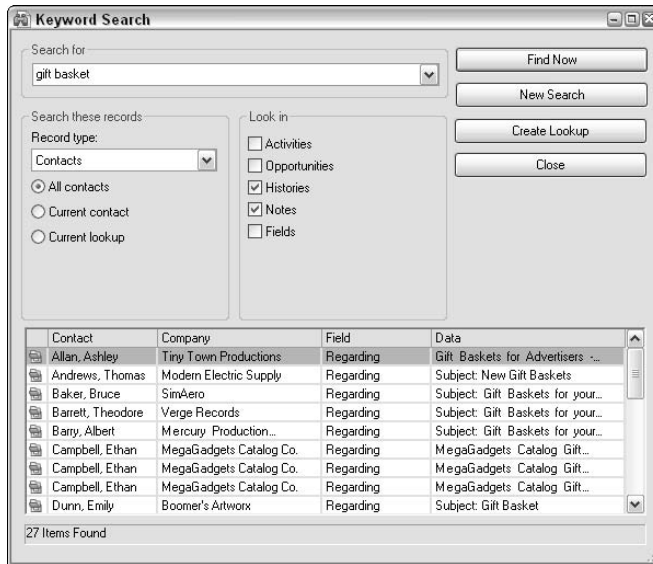 Keyword Search
Search for
gift basket
Find Now
New Search
Create Lookup
Close
Search these records
Record type:
Contacts
All contacts
Current contact
Current lookup
Look in
Activities
Opportunities
Histories
Notes
Fields
Contact Company Field Data
Allan, Ashley Tiny Town Productions Regarding Gift Baskets for Advertisers -...
Andrews, Thomas Modern Electric Supply Regarding Subject: New Gift Baskets
Baker, Bruce SimAero Regarding Subject: Gift Baskets for your...
Barrett, Theodore Verge Records Regarding Subject: Gift Baskets for your...
Barry, Albert Mercury Production... Regarding Subject: Gift Baskets for your...
Campbell, Ethan MegaGadgets Catalog Co. Regarding MegaGadgets Catalog Gift...
Campbell, Ethan MegaGadgets Catalog Co. Regarding MegaGadgets Catalog Gift...
Campbell, Ethan MegaGadgets Catalog Co. Regarding MegaGadgets Catalog Gift...
Dunn, Emily Boomer's Artworx Regarding Subject: Gift Basket
27 Items Found